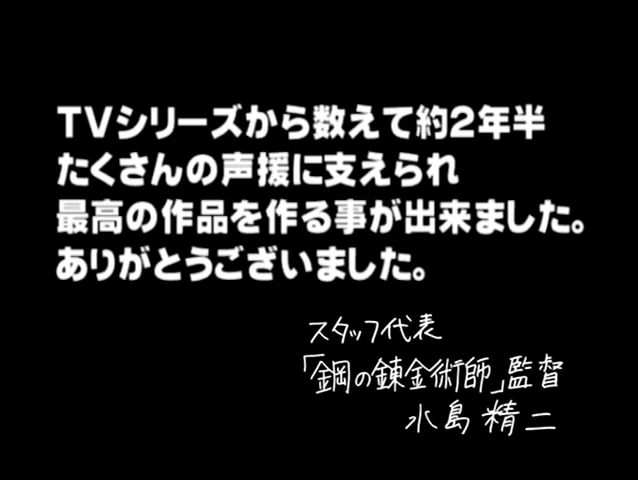 TVシリーズから数えて約2年半
たくさんの声援に支えられ
最高の作品を作る事が出来ました。
ありがとうございました。
スタッフ代表
「鋼の錬金術師」監督
水島精二